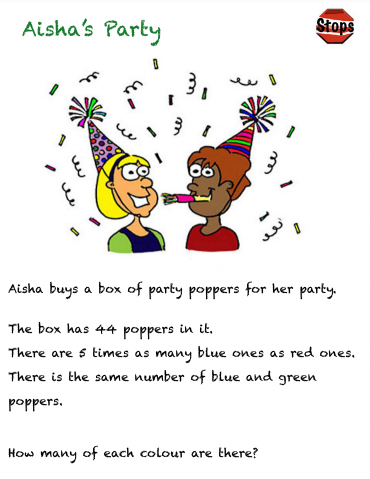 Aisha's Party
Stops
Aisha buys a box of party poppers for her party.
The box has 44 poppers in it.
There are 5 times as many blue ones as red ones.
There is the same number of blue and green
poppers.
How many of each colour are there?